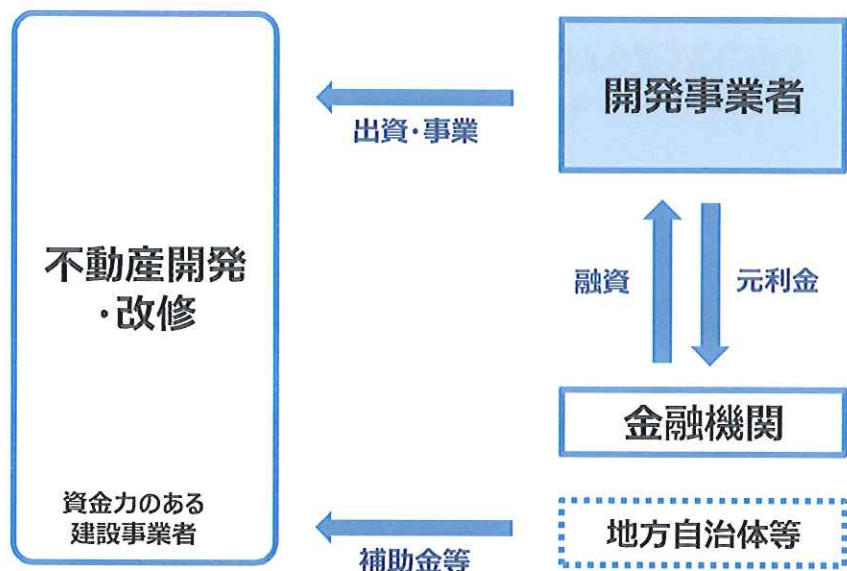 開発事業者
出資・事業
不動産開発
・改修
融資
元利金
金融機関
資金力のある
建設事業者
地方自治体等
補助金等